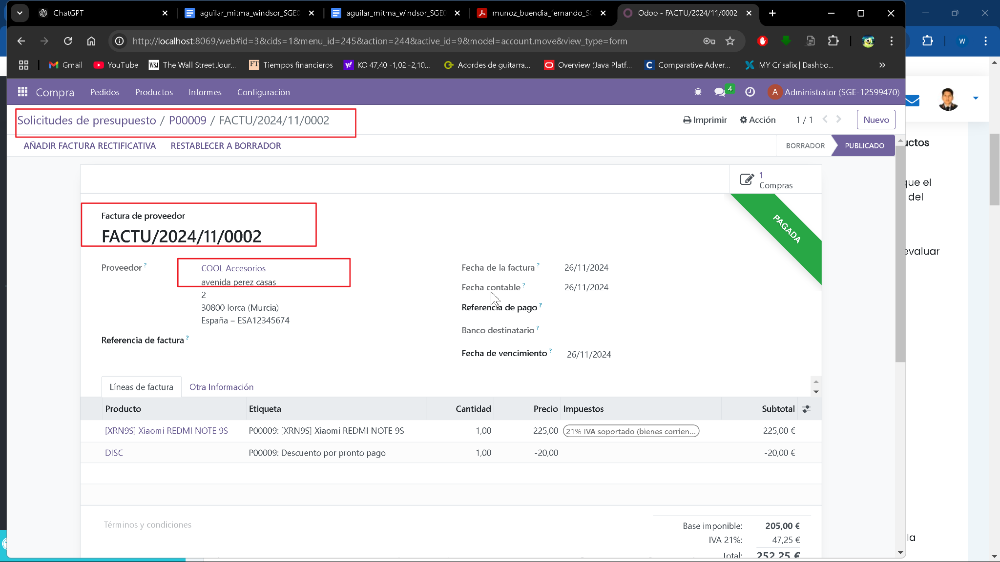 ChatGPT
aguilar_mitma_windsor_SGE0
aguilar_mitma_windsor_SGE0
munoz_buendia_fernando_SG
Odoo - FACTU/2024/11/0002
http://localhost:8069/web#id=3&cids=1&menu_id=245&action=244&active_id=9&model=account.move&view_type=form
W
Gmail
YouTube
WSJ The Wall Street Jour...
FT Tiempos financieros
KO 47,40 -1,02 -2,10...
Acordes de guitarra...
Overview (Java Platf...
C Comparative Adver...
MY Crisalix | Dashbo...
Compra
Pedidos
Productos
Informes
Configuración
4
A Administrator (SGE-12599470)
Solicitudes de presupuesto / P00009 / FACTU/2024/11/0002
Imprimir
Acción
1 / 1
Nuevo
AÑADIR FACTURA RECTIFICATIVA
RESTABLECER A BORRADOR
BORRADOR
PUBLICADO
uctos
1
Compras
que el
del
Factura de proveedor
FACTU/2024/11/0002
PAGADA
evaluar
Proveedor ?
COOL Accesorios
avenida perez casas
2
30800 lorca (Murcia)
España – ESA12345674
Referencia de factura ?
Fecha de la factura ? 26/11/2024
Fecha contable ? 26/11/2024
Referencia de pago ?
Banco destinatario ?
Fecha de vencimiento ? 26/11/2024
Líneas de factura
Otra Información
Producto Etiqueta Cantidad Precio Impuestos Subtotal
[XRN9S] Xiaomi REDMI NOTE 9S P00009: [XRN9S] Xiaomi REDMI NOTE 9S 1,00 225,00 21% IVA soportado (bienes corrien... 225,00 €
DISC P00009: Descuento por pronto pago 1,00 -20,00 -20,00 €
Términos y condiciones
Base imponible: 205,00 €
IVA 21%: 47,25 €
Total: 252,25 €
la